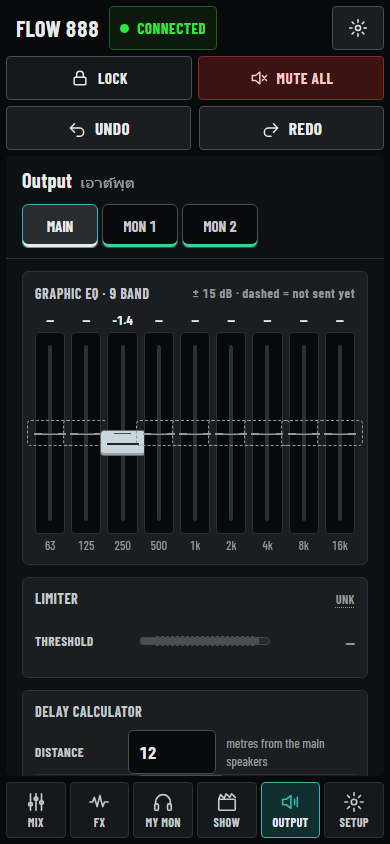 FLOW 888
CONNECTED
LOCK
MUTE ALL
UNDO
REDO
Output เอาต์พุต
MAIN
MON 1
MON 2
GRAPHIC EQ · 9 BAND
± 15 dB · dashed = not sent yet
– – -1.4 – – – – – –
63 125 250 500 1k 2k 4k 8k 16k
LIMITER
UNK
THRESHOLD
—
DELAY CALCULATOR
DISTANCE
12
metres from the main
speakers
MIX
FX
MY MON
SHOW
OUTPUT
SETUP